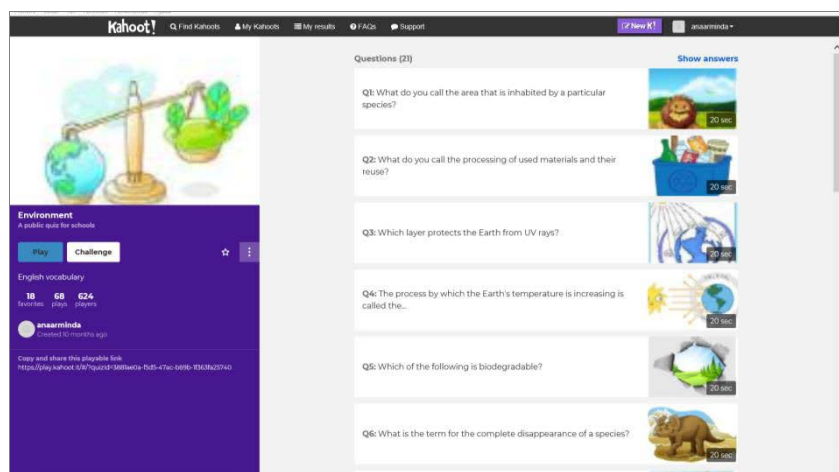 Kahoot! Find Kahoots My Kahoots My results FAQs Support New K! anaarminda
Environment
A public quiz for schools
Play Challenge
English vocabulary
18 68 624
favorites plays players
anaarminda
Created 10 months ago
Copy and share this playable link
Questions (21) Show answers
Q1: What do you call the area that is inhabited by a particular
species?
20 sec
Q2: What do you call the processing of used materials and their
reuse?
20 sec
Q3: Which layer protects the Earth from UV rays?
20 sec
Q4: The process by which the Earth's temperature is increasing is
called the...
20 sec
Q5: Which of the following is biodegradable?
20 sec
Q6: What is the term for the complete disappearance of a species?
20 sec